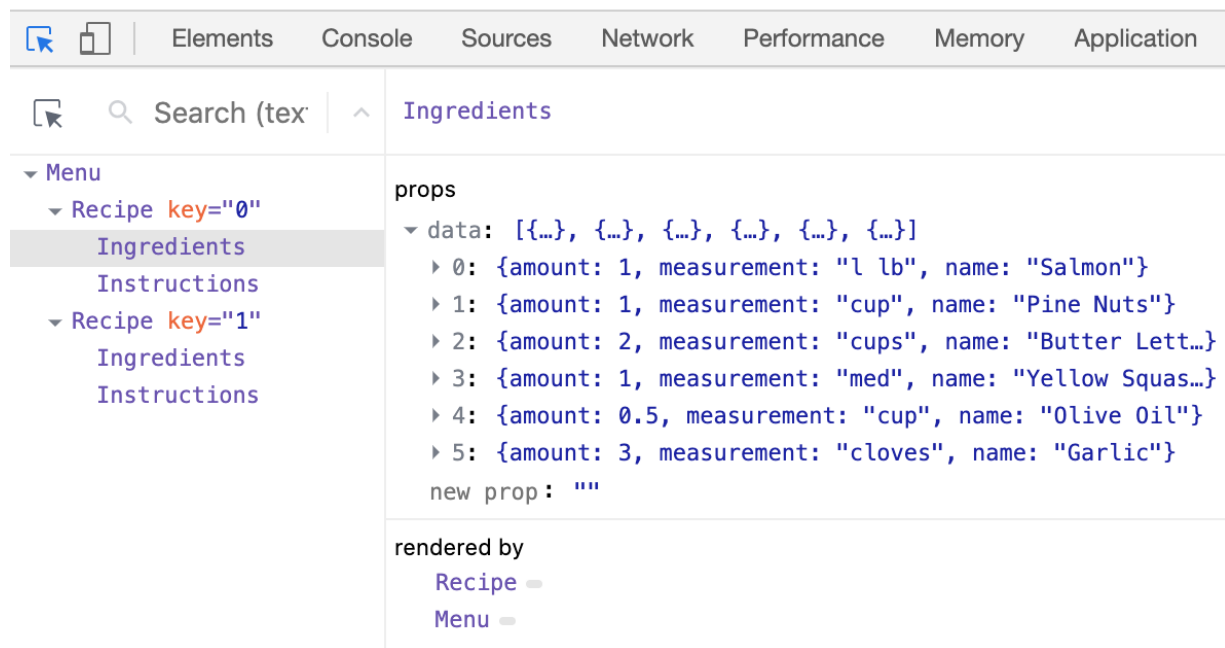 Elements Console Sources Network Performance Memory Application
Search (tex
Ingredients
Menu
Recipe key="0"
Ingredients
Instructions
Recipe key="1"
Ingredients
Instructions
props
data: [{…}, {…}, {…}, {…}, {…}, {…}]
0: {amount: 1, measurement: "l lb", name: "Salmon"}
1: {amount: 1, measurement: "cup", name: "Pine Nuts"}
2: {amount: 2, measurement: "cups", name: "Butter Lett…}
3: {amount: 1, measurement: "med", name: "Yellow Squas…}
4: {amount: 0.5, measurement: "cup", name: "Olive Oil"}
5: {amount: 3, measurement: "cloves", name: "Garlic"}
new prop: ""
rendered by
Recipe
Menu